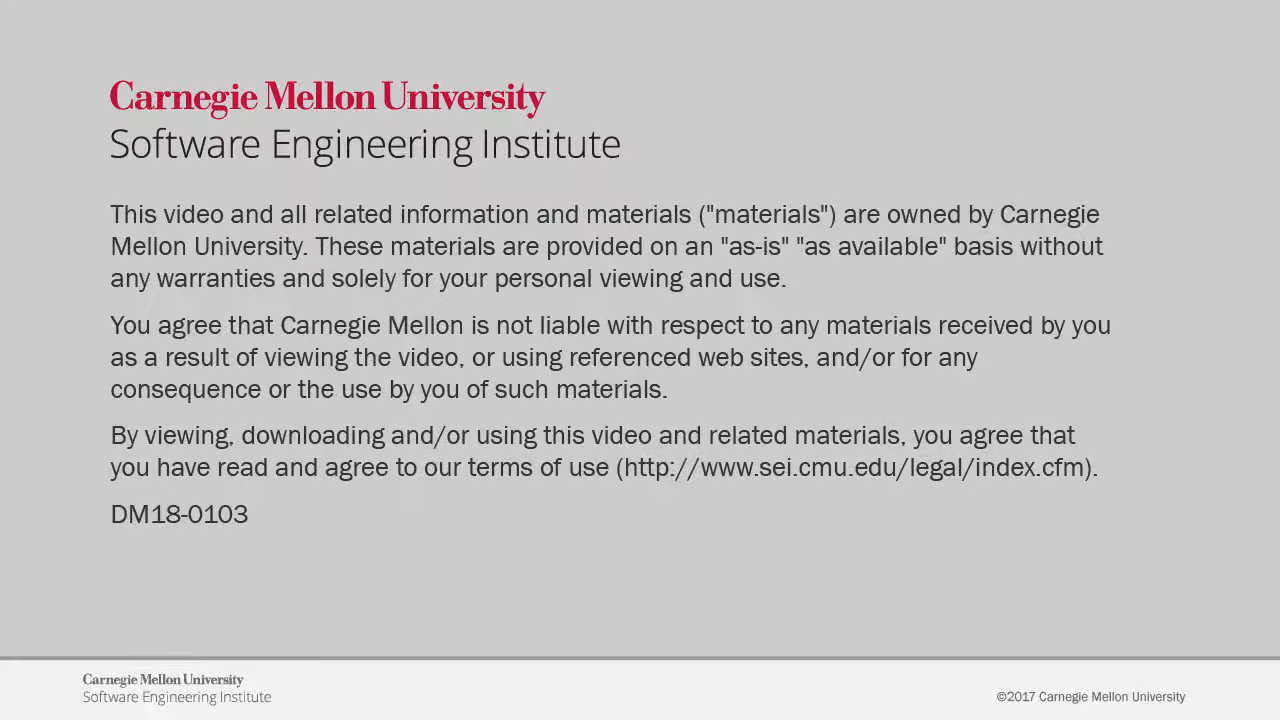 Carnegie Mellon University
Software Engineering Institute
This video and all related information and materials ("materials") are owned by Carnegie
Mellon University. These materials are provided on an "as-is" "as available" basis without
any warranties and solely for your personal viewing and use.
You agree that Carnegie Mellon is not liable with respect to any materials received by you
as a result of viewing the video, or using referenced web sites, and/or for any
consequence or the use by you of such materials.
By viewing, downloading and/or using this video and related materials, you agree that
you have read and agree to our terms of use (http://www.sei.cmu.edu/legal/index.cfm).
DM18-0103
Carnegie Mellon University
Software Engineering Institute
©2017 Carnegie Mellon University